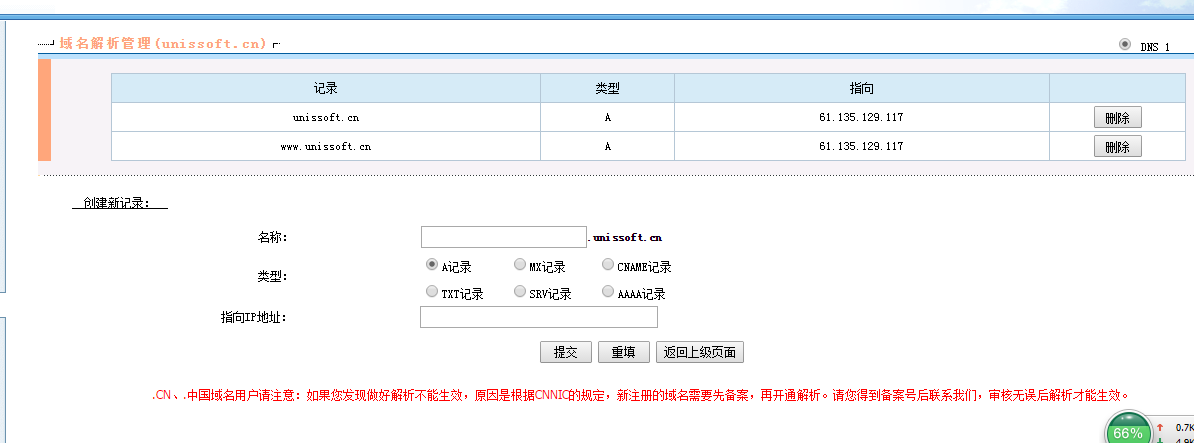 域名解析管理(unissoft.cn)
DNS 1
记录 类型 指向
unissoft.cn A 61.135.129.117 删除
www.unissoft.cn A 61.135.129.117 删除
创建新记录：
名称： .unissoft.cn
类型： A记录 MX记录 CNAME记录
TXT记录 SRV记录 AAAA记录
指向IP地址：
提交 重填 返回上级页面
.CN、.中国域名用户请注意：如果您发现做好解析不能生效，原因是根据CNNIC的规定，新注册的域名需要先备案，再开通解析。请您得到备案号后联系我们，审核无误后解析才能生效。
66% 0.7K